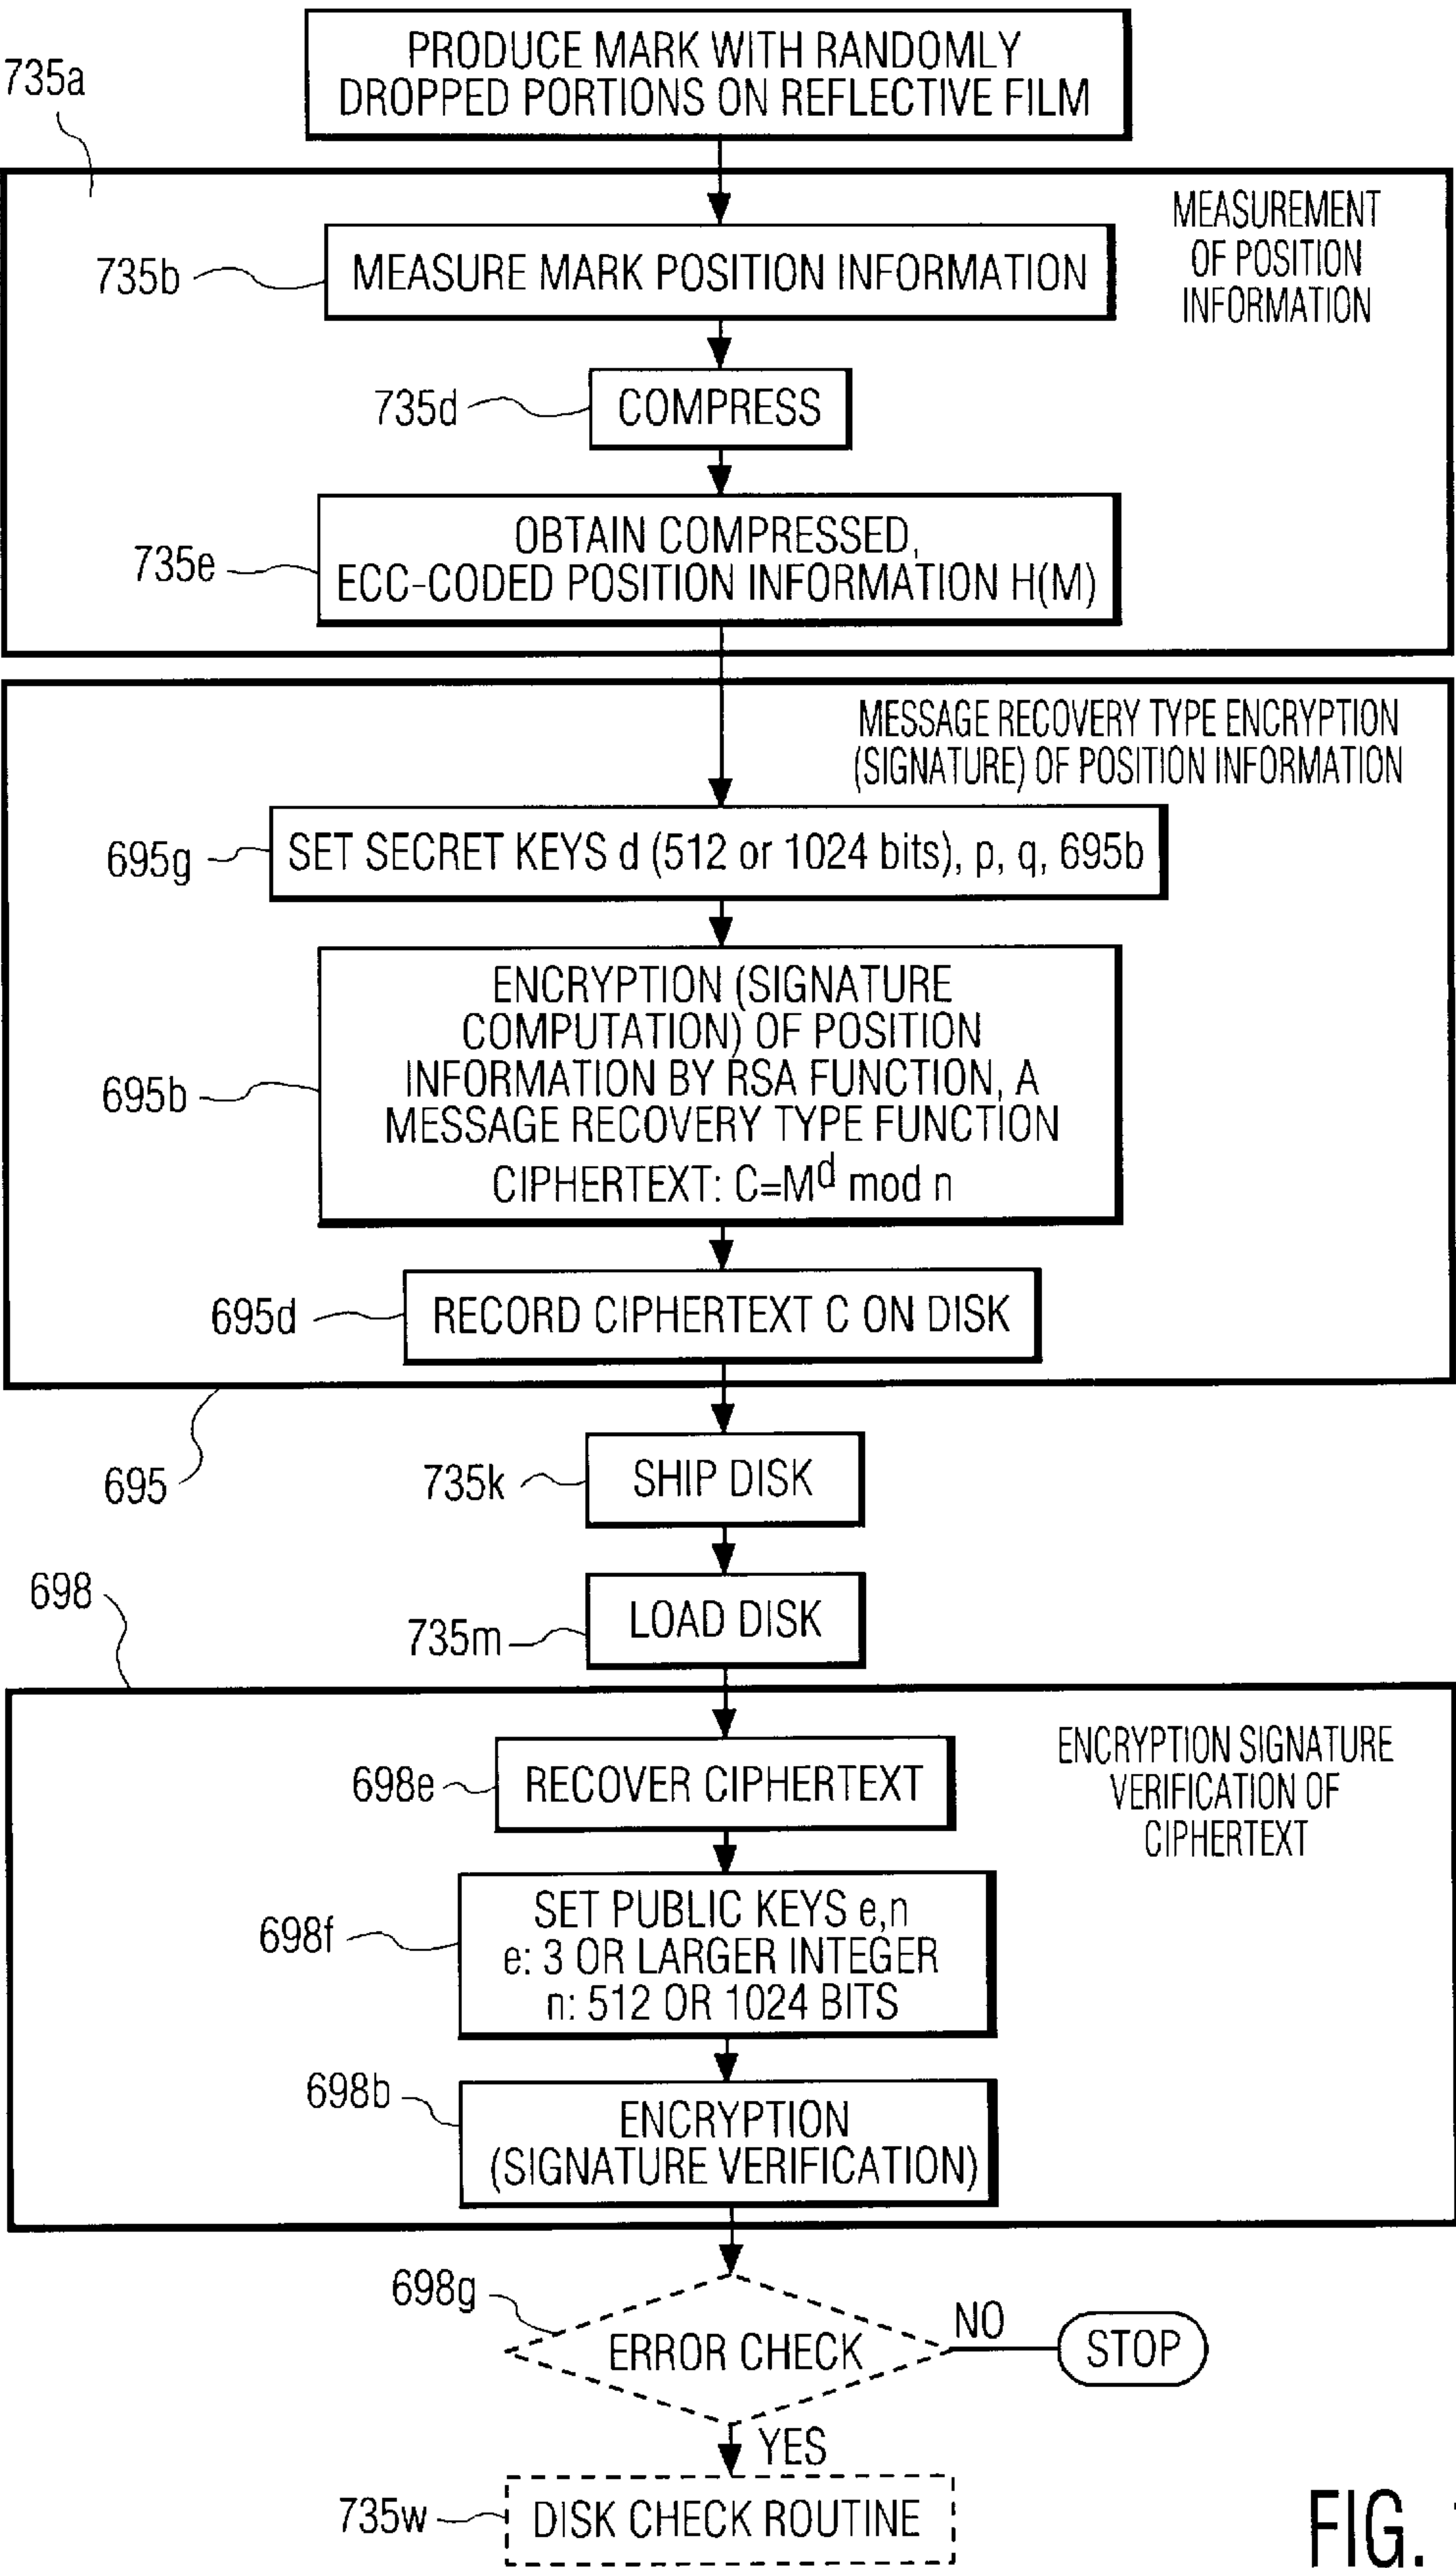 PRODUCE MARK WITH RANDOMLY
DROPPED PORTIONS ON REFLECTIVE FILM
735a
MEASUREMENT
OF POSITION
INFORMATION
735b
MEASURE MARK POSITION INFORMATION
735d
COMPRESS
735e
OBTAIN COMPRESSED,
ECC-CODED POSITION INFORMATION H(M)
MESSAGE RECOVERY TYPE ENCRYPTION
(SIGNATURE) OF POSITION INFORMATION
695g
SET SECRET KEYS d (512 or 1024 bits), p, q, 695b
695b
ENCRYPTION (SIGNATURE
COMPUTATION) OF POSITION
INFORMATION BY RSA FUNCTION, A
MESSAGE RECOVERY TYPE FUNCTION
CIPHERTEXT: C=M^d mod n
695d
RECORD CIPHERTEXT C ON DISK
695
735k
SHIP DISK
698
735m
LOAD DISK
ENCRYPTION SIGNATURE
VERIFICATION OF
CIPHERTEXT
698e
RECOVER CIPHERTEXT
698f
SET PUBLIC KEYS e,n
e: 3 OR LARGER INTEGER
n: 512 OR 1024 BITS
698b
ENCRYPTION
(SIGNATURE VERIFICATION)
698g
ERROR CHECK
NO
STOP
YES
735w
DISK CHECK ROUTINE
FIG.